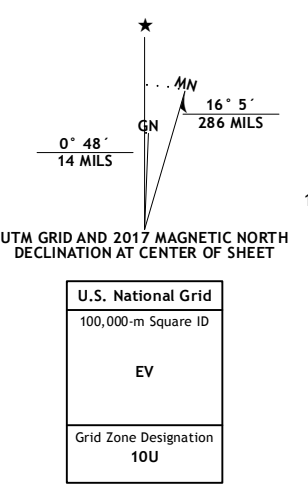 ★
MN
16° 5´
286 MILS
GN
0° 48´
14 MILS
UTM GRID AND 2017 MAGNETIC NORTH
DECLINATION AT CENTER OF SHEET
U.S. National Grid
100,000-m Square ID
EV
Grid Zone Designation
10U